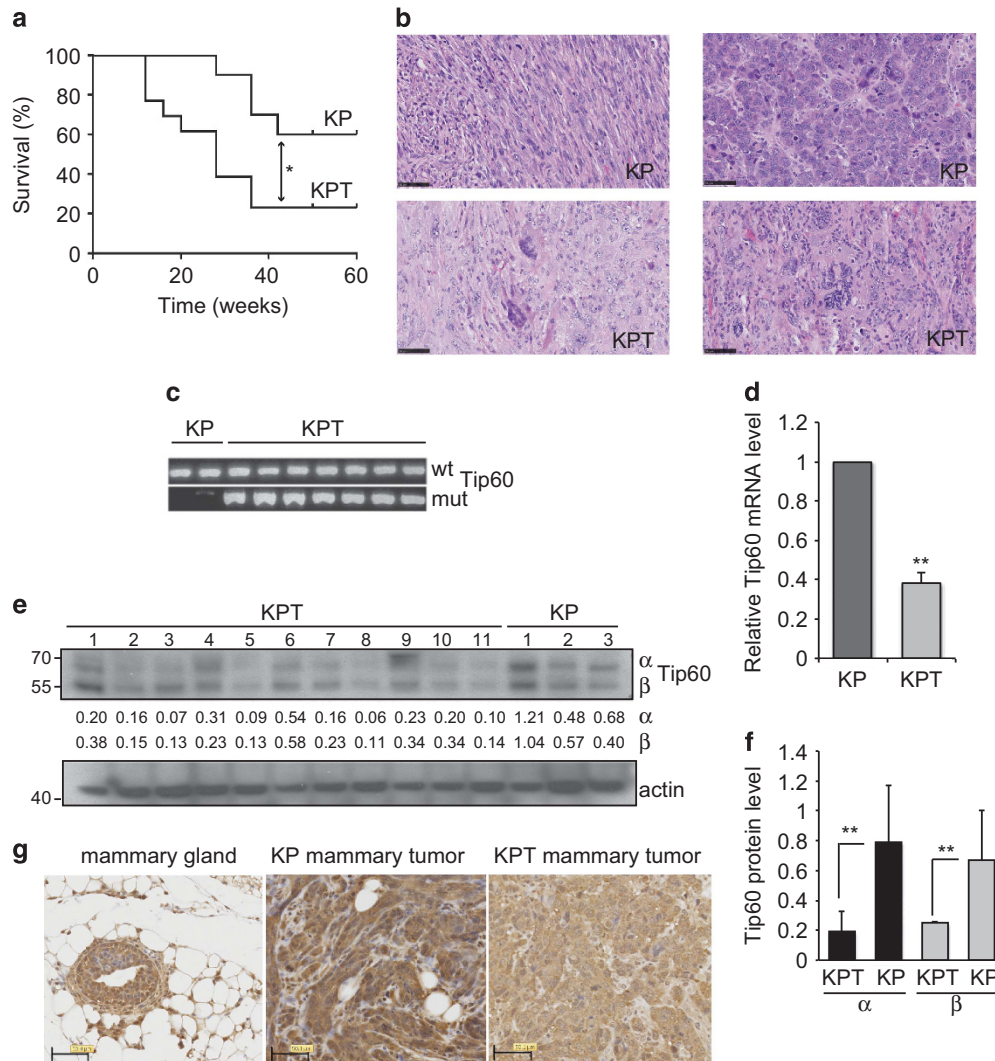 a
100
80
60
40
20
0
Survival (%)
0 20 40 60
Time (weeks)
KP
*
KPT
b
KP
KP
KPT
KPT
c
KP KPT
wt
Tip60
mut
d
1.2
1
0.8
0.6
0.4
0.2
0
Relative Tip60 mRNA level
**
KP KPT
e
KPT KP
1 2 3 4 5 6 7 8 9 10 11 1 2 3
70
55
α
Tip60
β
0.20 0.16 0.07 0.31 0.09 0.54 0.16 0.06 0.23 0.20 0.10 1.21 0.48 0.68 α
0.38 0.15 0.13 0.23 0.13 0.58 0.23 0.11 0.34 0.34 0.14 1.04 0.57 0.40 β
40
actin
f
1.4
1.2
1
0.8
0.6
0.4
0.2
0
Tip60 protein level
** **
KPT KP KPT KP
α β
g
mammary gland KP mammary tumor KPT mammary tumor